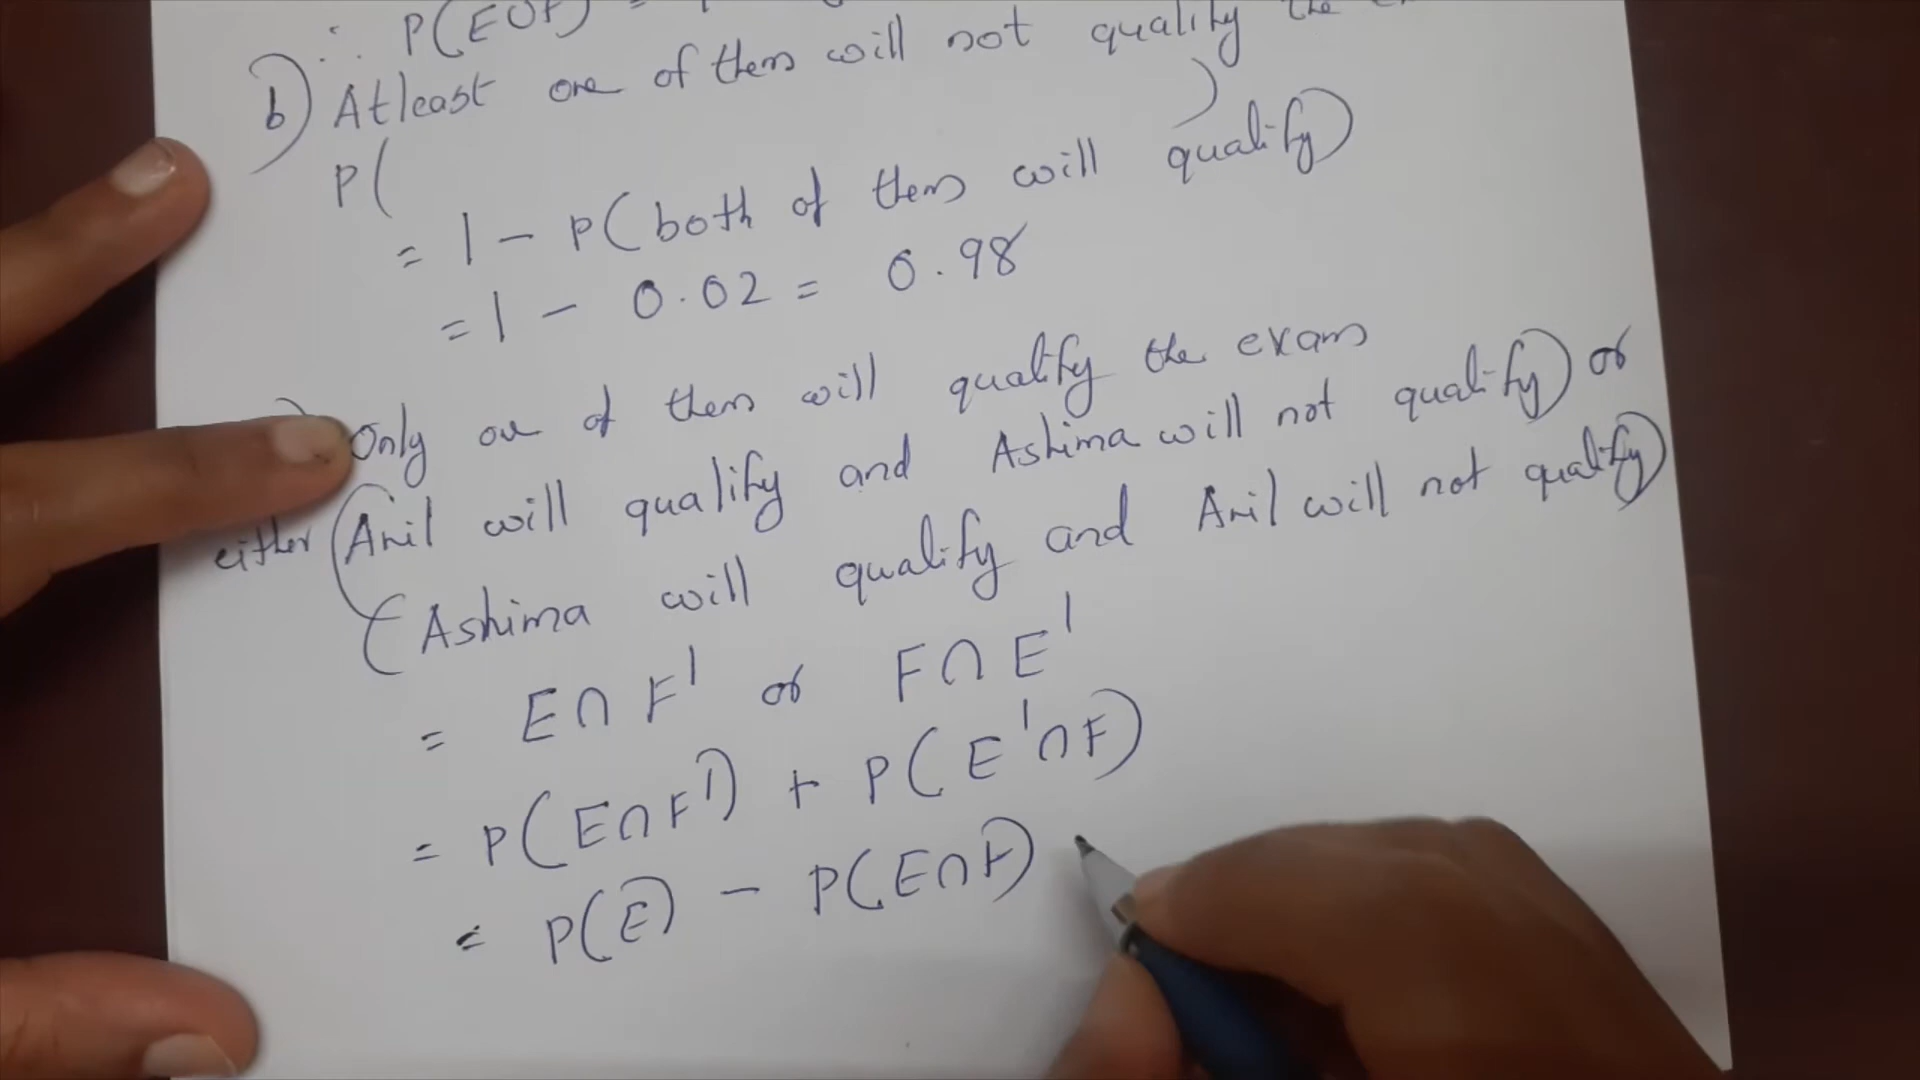 ∴ P(E∪F) =
b) Atleast one of them will not qualify the
P(                    )
= 1 - P(both of them will qualify)
= 1 - 0.02 = 0.98
) Only one of them will qualify the exam
either (Anil will qualify and Ashima will not qualify) or
(Ashima will qualify and Anil will not qualify)
= E∩F' or F∩E'
= P(E∩F') + P(E'∩F)
= P(E) - P(E∩F)